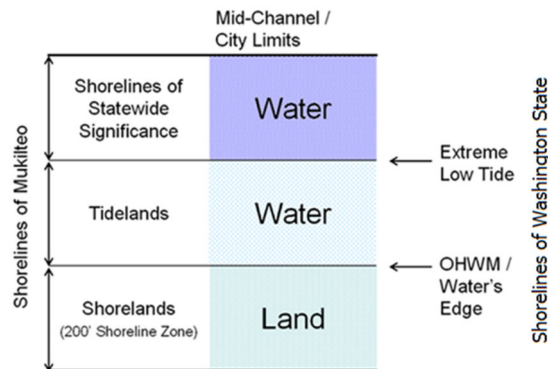 Mid-Channel /
City Limits
Shorelines of Mukilteo
Shorelines of
Statewide
Significance
Water
Extreme
Low Tide
Tidelands
Water
OHWM /
Water's
Edge
Shorelands
(200' Shoreline Zone)
Land
Shorelines of Washington State